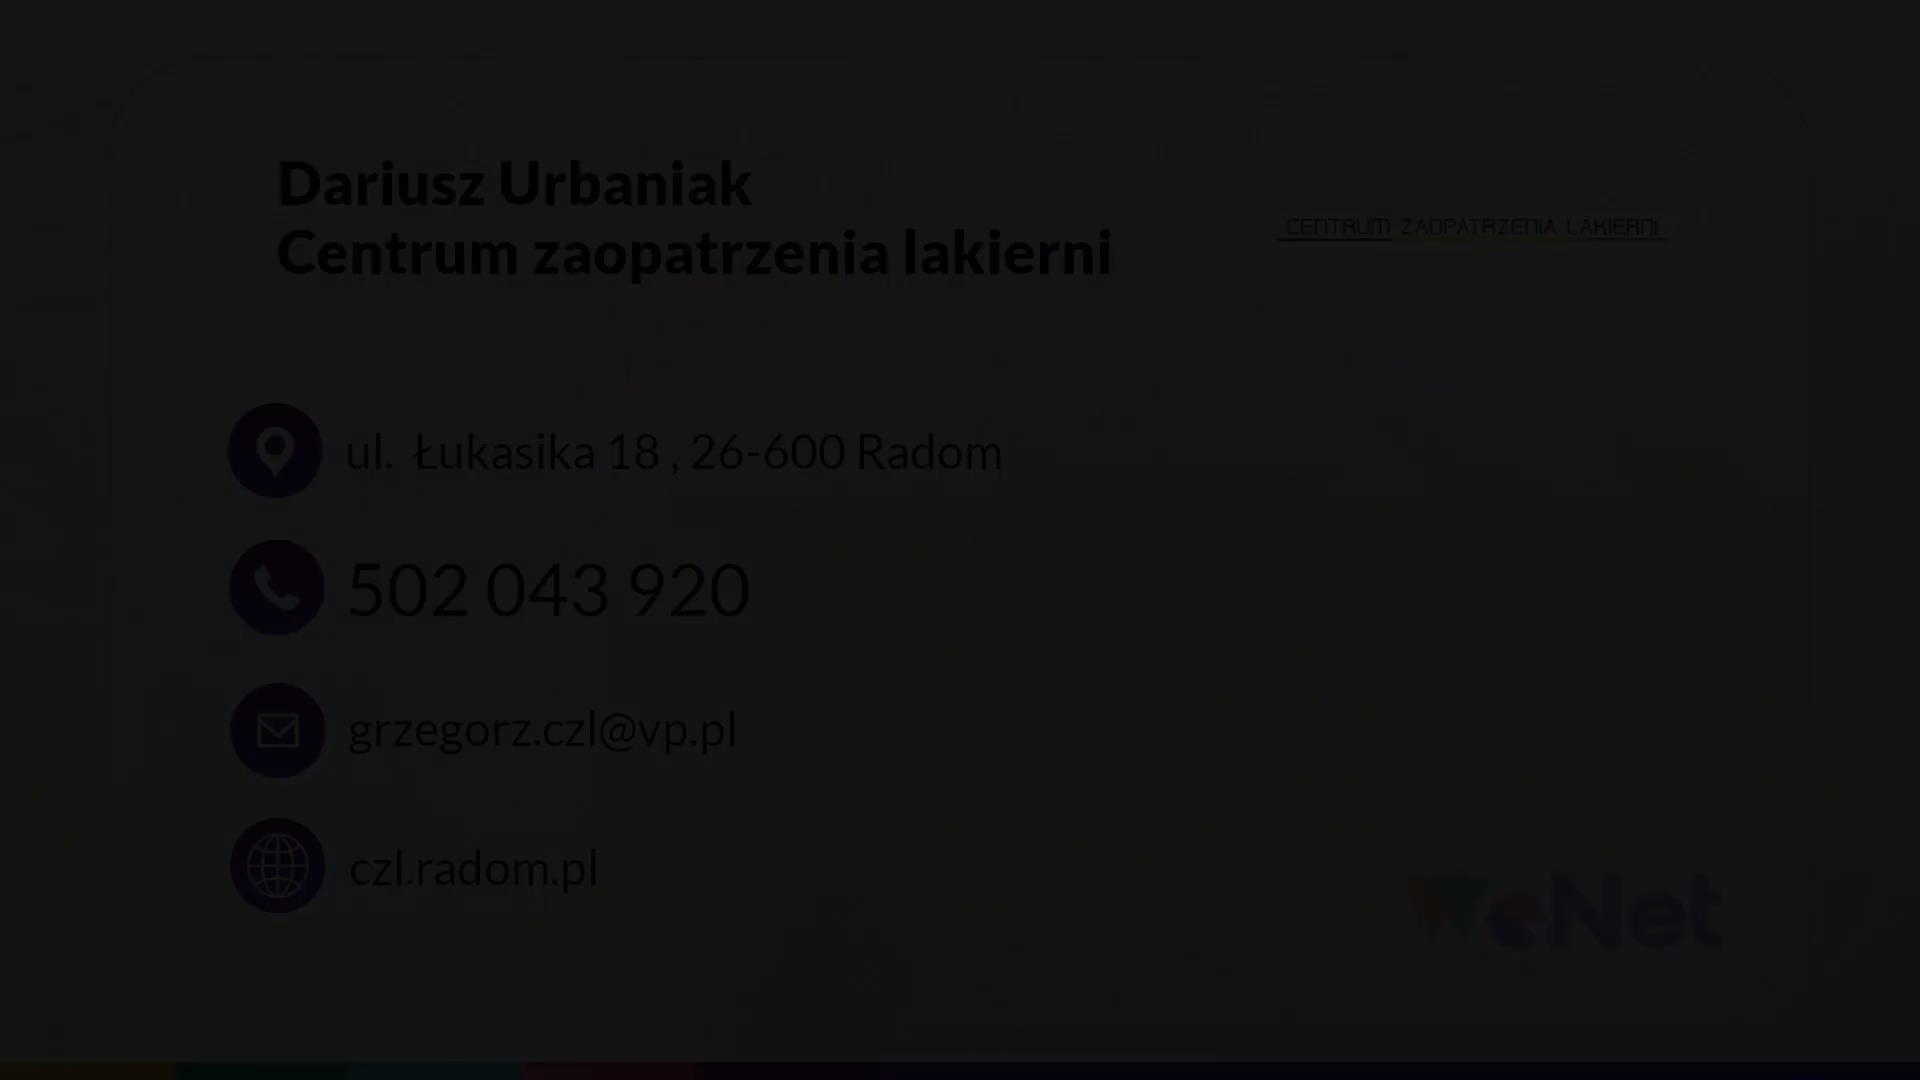 Dariusz Urbaniak
Centrum zaopatrzenia lakierni
CENTRUM ZAOPATRZENIA LAKIERNI
ul. Łukasika 18 , 26-600 Radom
502 043 920
grzegorz.czl@vp.pl
czl.radom.pl
WeNet